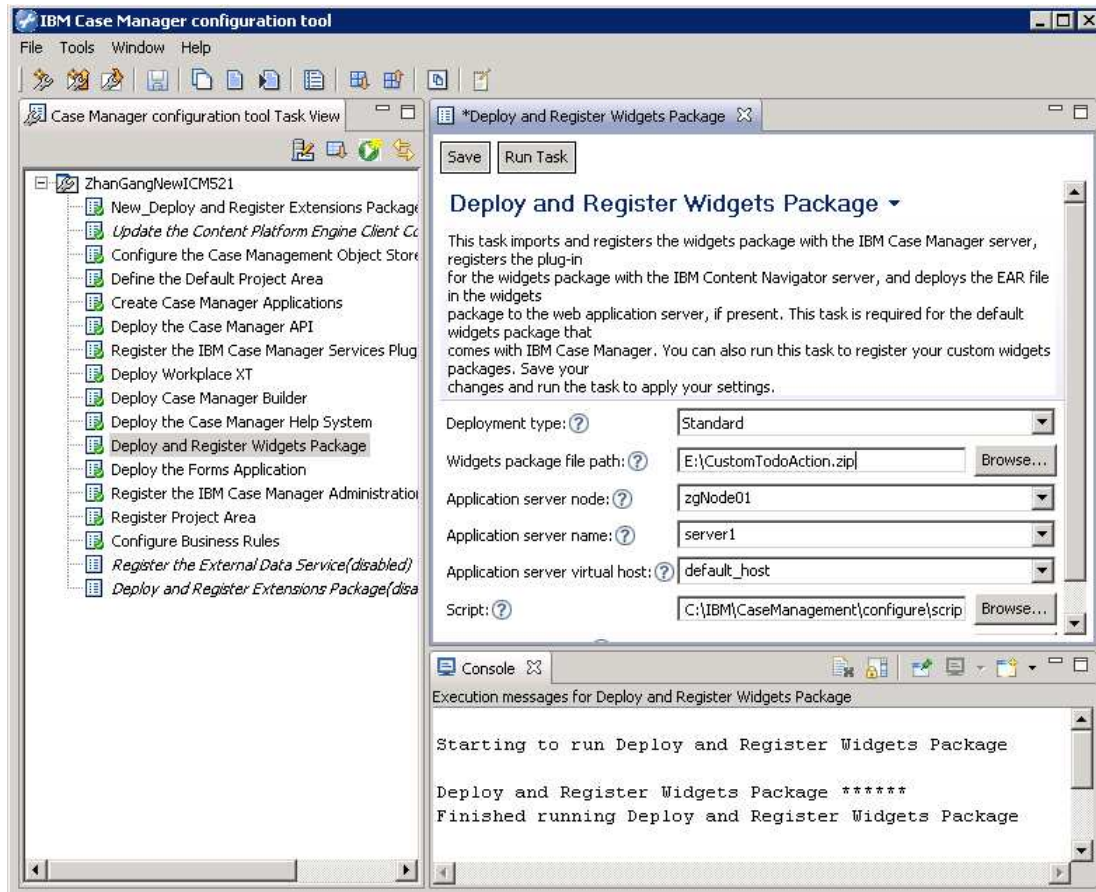 IBM Case Manager configuration tool
File Tools Window Help
Case Manager configuration tool Task View
ZhanGangNewICM521
New_Deploy and Register Extensions Package
Update the Content Platform Engine Client Co
Configure the Case Management Object Store
Define the Default Project Area
Create Case Manager Applications
Deploy the Case Manager API
Register the IBM Case Manager Services Plug
Deploy Workplace XT
Deploy Case Manager Builder
Deploy the Case Manager Help System
Deploy and Register Widgets Package
Deploy the Forms Application
Register the IBM Case Manager Administration
Register Project Area
Configure Business Rules
Register the External Data Service(disabled)
Deploy and Register Extensions Package(disa
*Deploy and Register Widgets Package
Save Run Task
Deploy and Register Widgets Package
This task imports and registers the widgets package with the IBM Case Manager server,
registers the plug-in
for the widgets package with the IBM Content Navigator server, and deploys the EAR file
in the widgets
package to the web application server, if present. This task is required for the default
widgets package that
comes with IBM Case Manager. You can also run this task to register your custom widgets
packages. Save your
changes and run the task to apply your settings.
Deployment type: Standard
Widgets package file path: E:\CustomTodoAction.zip Browse...
Application server node: zgNode01
Application server name: server1
Application server virtual host: default_host
Script: C:\IBM\CaseManagement\configure\scrip Browse...
Console
Execution messages for Deploy and Register Widgets Package
Starting to run Deploy and Register Widgets Package
Deploy and Register Widgets Package ******
Finished running Deploy and Register Widgets Package